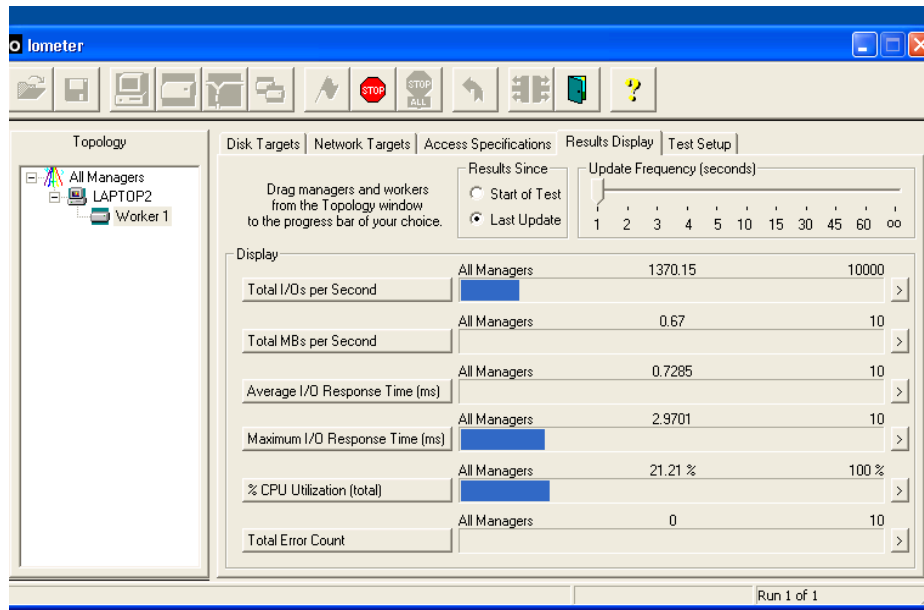 Iometer
STOP
STOP
ALL
?
Topology
All Managers
LAPTOP2
Worker 1
Disk Targets
Network Targets
Access Specifications
Results Display
Test Setup
Drag managers and workers
from the Topology window
to the progress bar of your choice.
Results Since
Start of Test
Last Update
Update Frequency (seconds)
1 2 3 4 5 10 15 30 45 60 oo
Display
All Managers 1370.15 10000
Total I/Os per Second >
All Managers 0.67 10
Total MBs per Second >
All Managers 0.7285 10
Average I/O Response Time (ms) >
All Managers 2.9701 10
Maximum I/O Response Time (ms) >
All Managers 21.21 % 100 %
% CPU Utilization (total) >
All Managers 0 10
Total Error Count >
Run 1 of 1